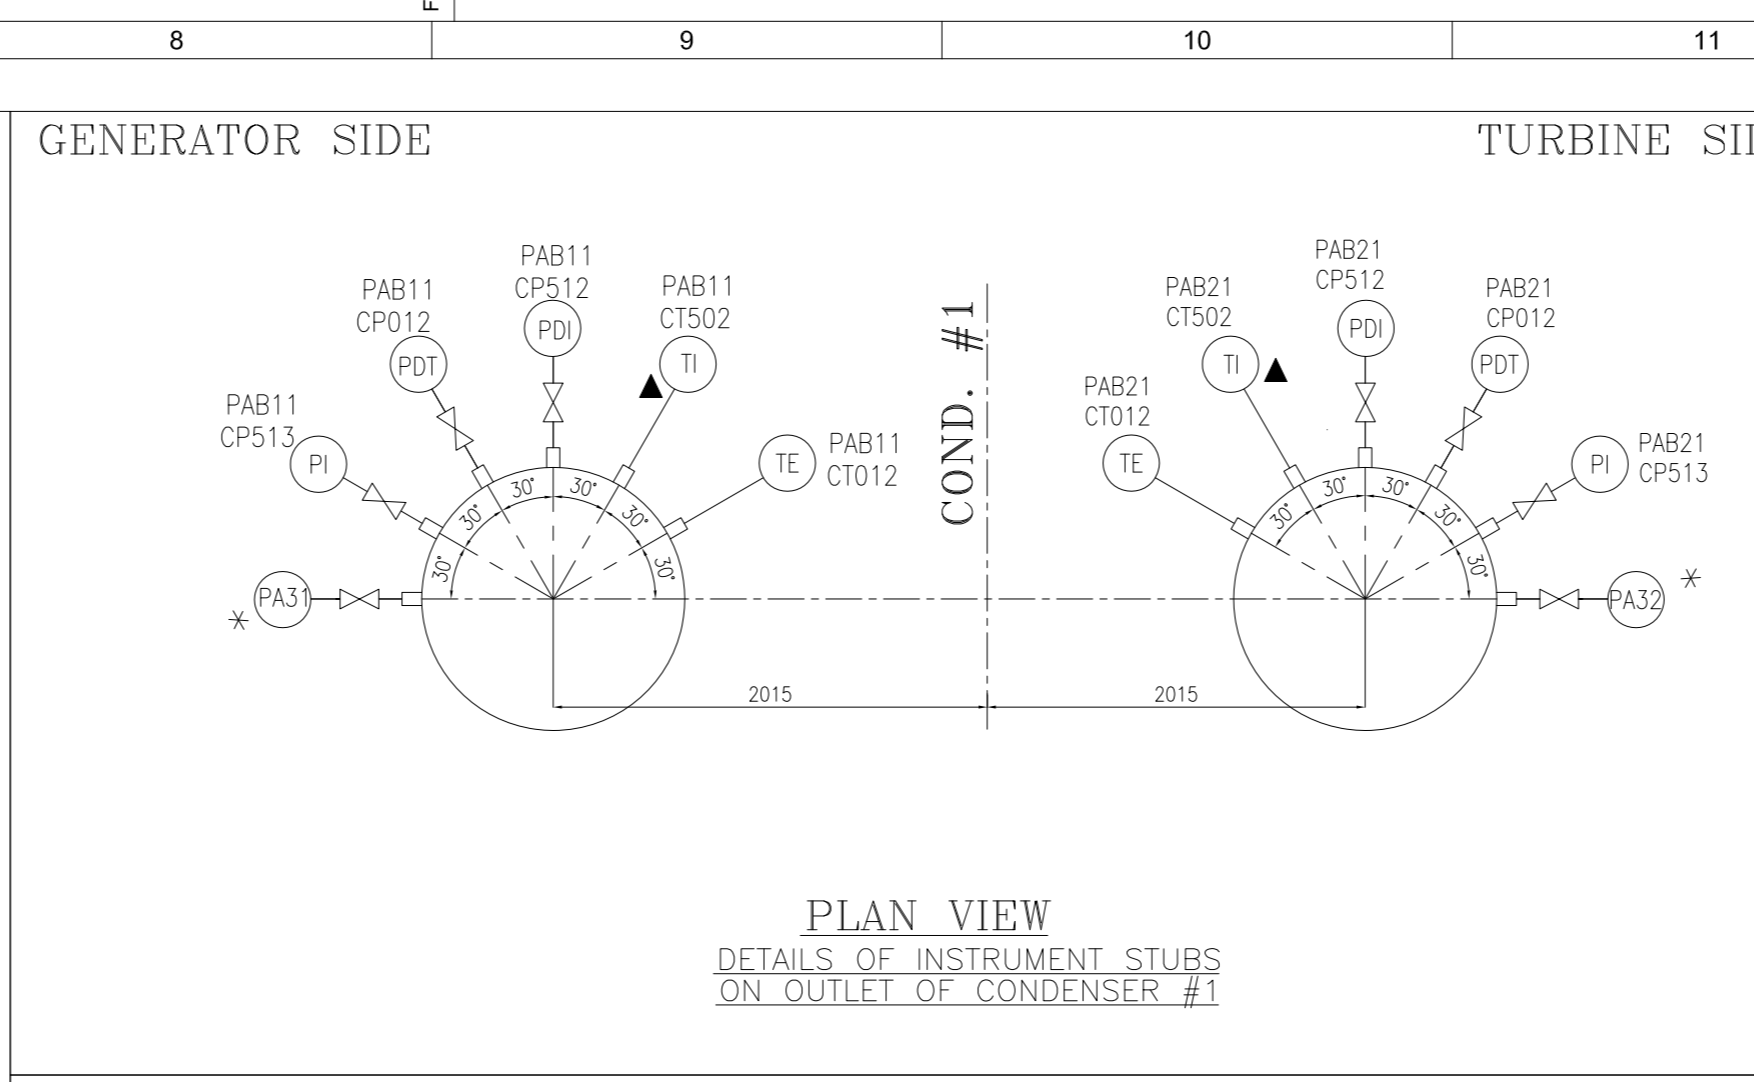 8
9
10
11
GENERATOR SIDE
TURBINE
PAB11
CP513
PI
PAB11
CP012
PDT
PAB11
CP512
PDI
PAB11
CT502
TI
PAB11
CT012
TE
PA31
*
30°
30°
30°
30°
30°
30°
COND. #1
PAB21
CT012
TE
PAB21
CT502
TI
PAB21
CP512
PDI
PAB21
CP012
PDT
PAB21
CP513
PI
PA32
*
30°
30°
30°
30°
30°
2015
2015
PLAN VIEW
DETAILS OF INSTRUMENT STUBS
ON OUTLET OF CONDENSER #1